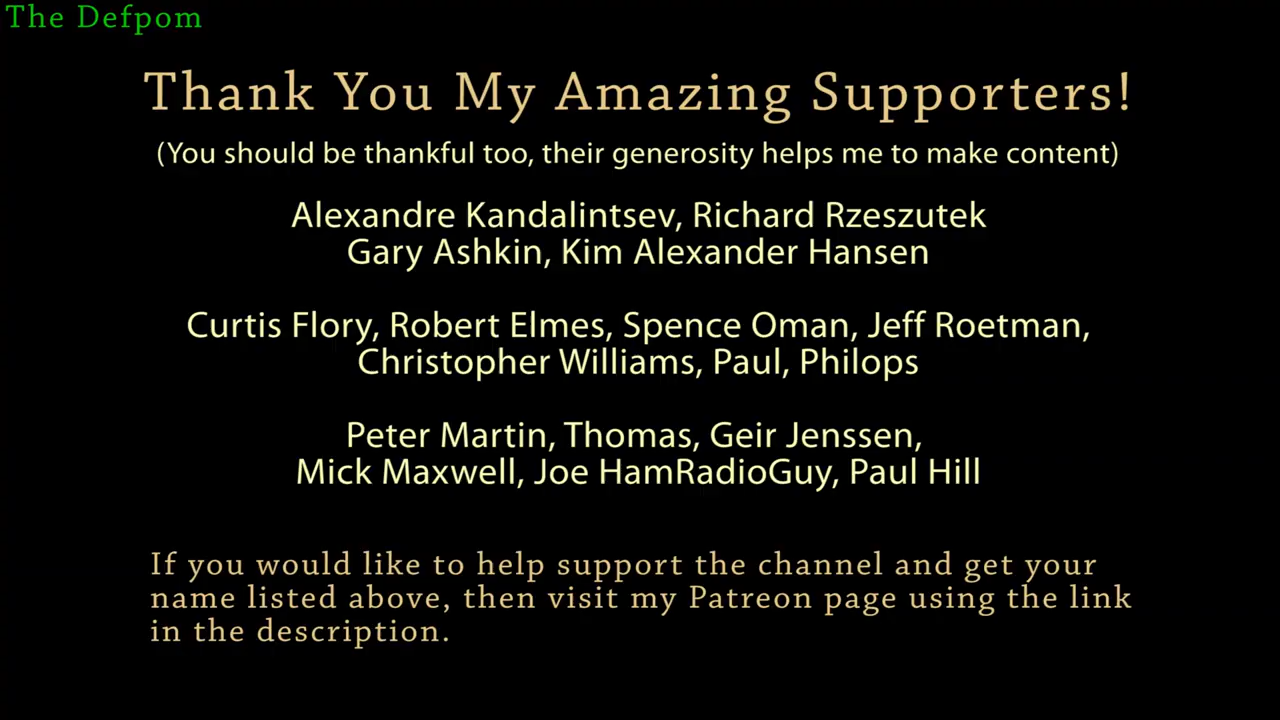 The Defpom
Thank You My Amazing Supporters!
(You should be thankful too, their generosity helps me to make content)
Alexandre Kandalintsev, Richard Rzeszutek
Gary Ashkin, Kim Alexander Hansen
Curtis Flory, Robert Elmes, Spence Oman, Jeff Roetman,
Christopher Williams, Paul, Philops
Peter Martin, Thomas, Geir Jenssen,
Mick Maxwell, Joe HamRadioGuy, Paul Hill
If you would like to help support the channel and get your
name listed above, then visit my Patreon page using the link
in the description.